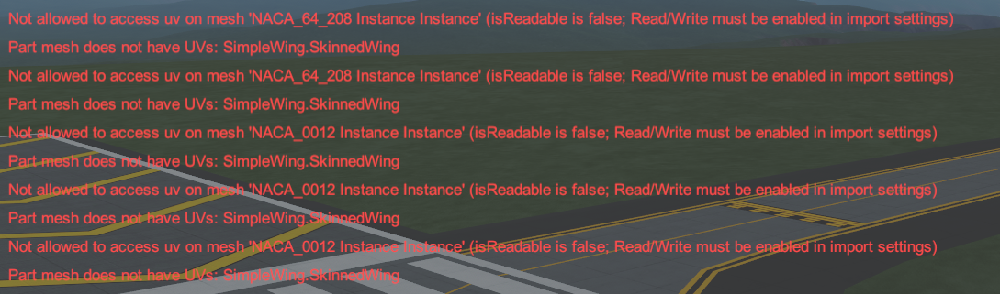 Not allowed to access uv on mesh 'NACA_64_208 Instance Instance' (isReadable is false; Read/Write must be enabled in import settings)
Part mesh does not have UVs: SimpleWing.SkinnedWing
Not allowed to access uv on mesh 'NACA_64_208 Instance Instance' (isReadable is false; Read/Write must be enabled in import settings)
Part mesh does not have UVs: SimpleWing.SkinnedWing
Not allowed to access uv on mesh 'NACA_0012 Instance Instance' (isReadable is false; Read/Write must be enabled in import settings)
Part mesh does not have UVs: SimpleWing.SkinnedWing
Not allowed to access uv on mesh 'NACA_0012 Instance Instance' (isReadable is false; Read/Write must be enabled in import settings)
Part mesh does not have UVs: SimpleWing.SkinnedWing
Not allowed to access uv on mesh 'NACA_0012 Instance Instance' (isReadable is false; Read/Write must be enabled in import settings)
Part mesh does not have UVs: SimpleWing.SkinnedWing